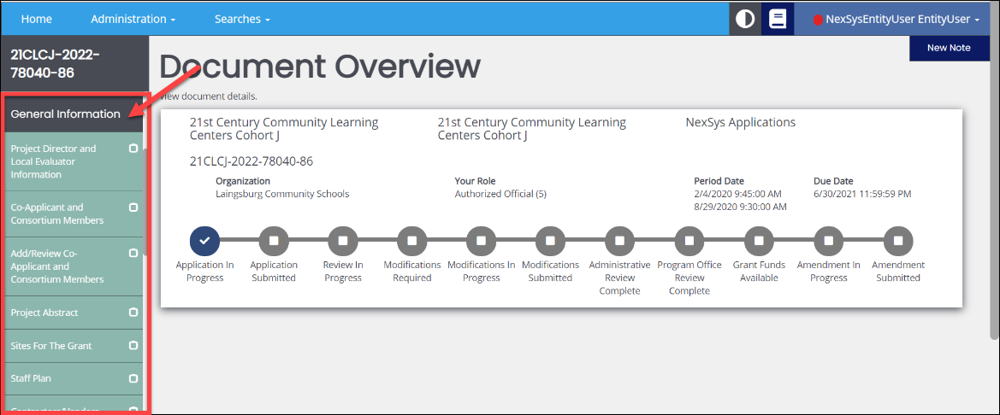 Home
Administration
Searches
NexSysEntityUser EntityUser
New Note
21CLCJ-2022-
78040-86
General Information
Project Director and
Local Evaluator
Information
Co-Applicant and
Consortium Members
Add/Review Co-
Applicant and
Consortium Members
Project Abstract
Sites For The Grant
Staff Plan
Document Overview
View document details.
21st Century Community Learning
Centers Cohort J
21st Century Community Learning
Centers Cohort J
NexSys Applications
21CLCJ-2022-78040-86
Organization
Laingsburg Community Schools
Your Role
Authorized Official (5)
Period Date
2/4/2020 9:45:00 AM
8/29/2020 9:30:00 AM
Due Date
6/30/2021 11:59:59 PM
Application In
Progress
Application
Submitted
Review In
Progress
Modifications
Required
Modifications In
Progress
Modifications
Submitted
Administrative
Review
Complete
Program Office
Review
Complete
Grant Funds
Available
Amendment In
Progress
Amendment
Submitted